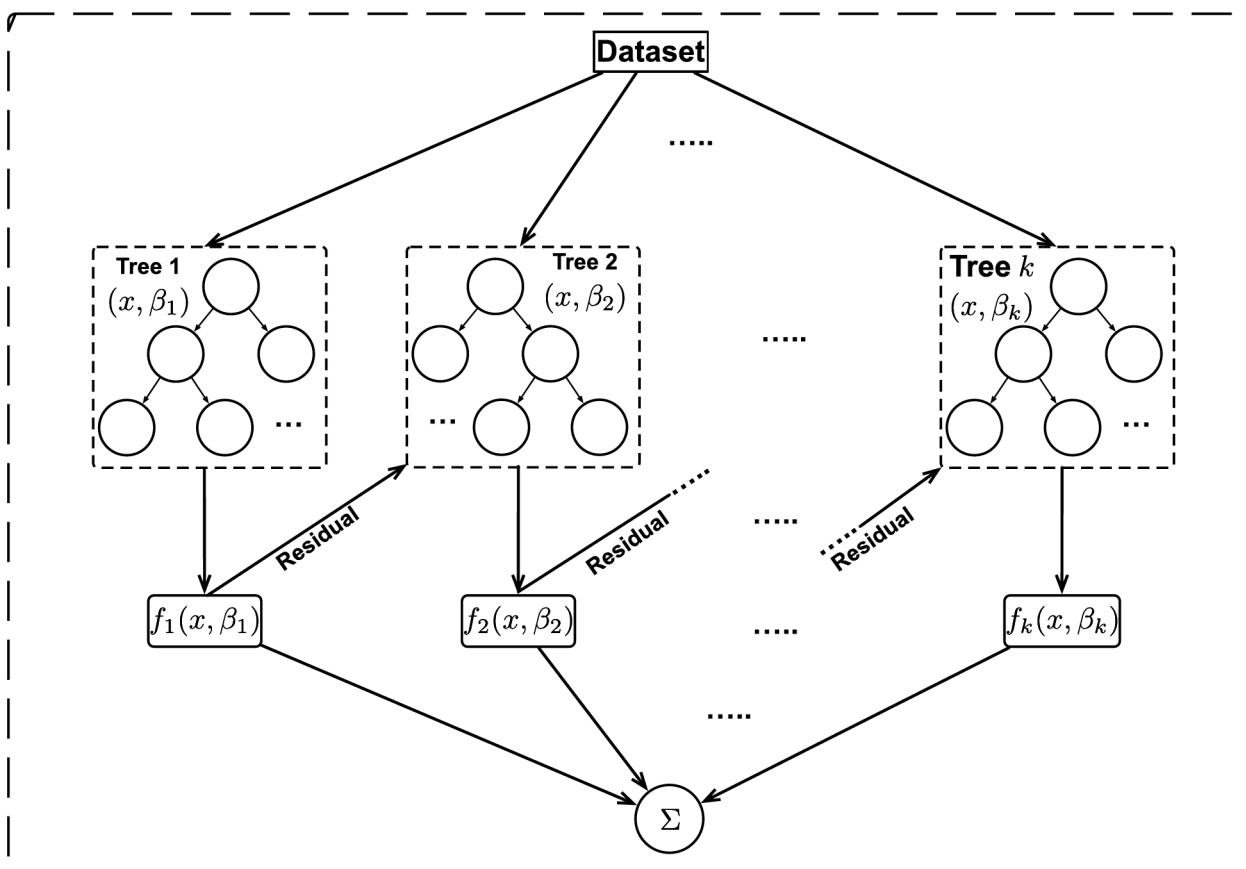 Dataset
.....
Tree 1
(x, β₁)
...
Tree 2
(x, β₂)
...
.....
Tree k
(x, βₖ)
...
Residual
Residual
.....
Residual
f₁(x, β₁)
f₂(x, β₂)
.....
fₖ(x, βₖ)
.....
Σ